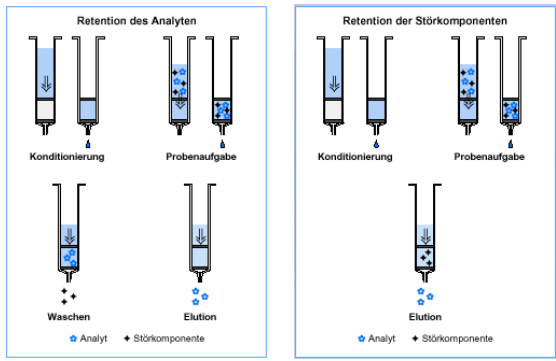 Retention des Analyten
Konditionierung
Probenaufgabe
Waschen
Elution
Analyt
Störkomponente
Retention der Störkomponenten
Konditionierung
Probenaufgabe
Elution
Analyt
Störkomponente